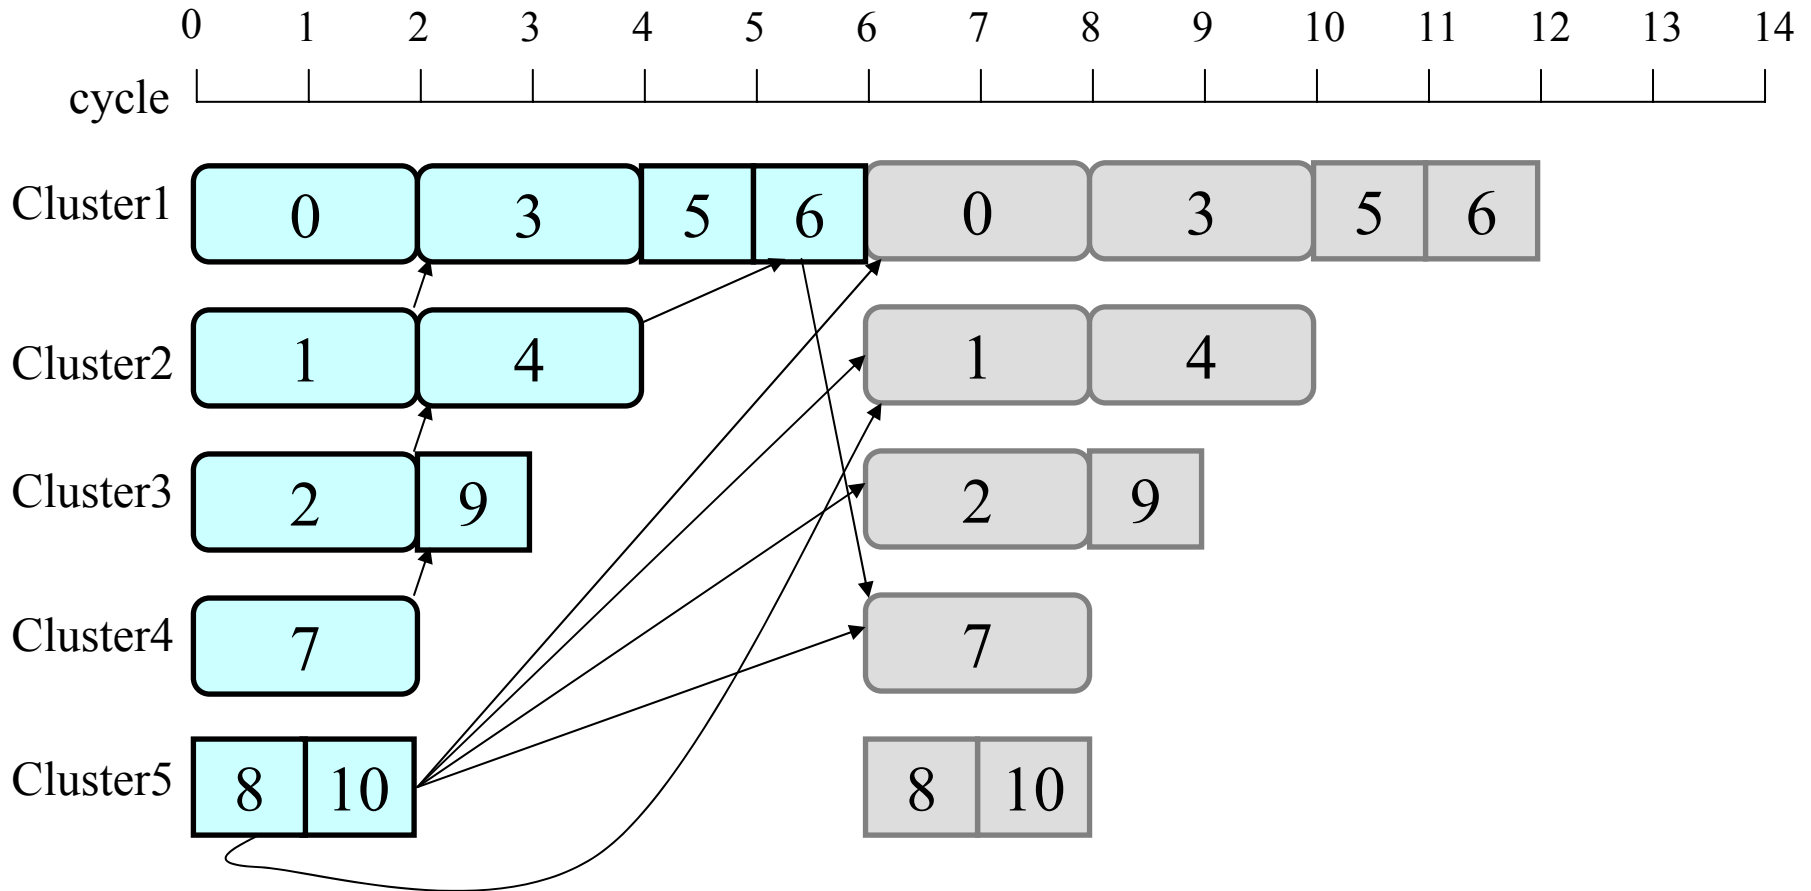 0 1 2 3 4 5 6 7 8 9 10 11 12 13 14
cycle
Cluster1 0 3 5 6 0 3 5 6
Cluster2 1 4 1 4
Cluster3 2 9 2 9
Cluster4 7 7
Cluster5 8 10 8 10